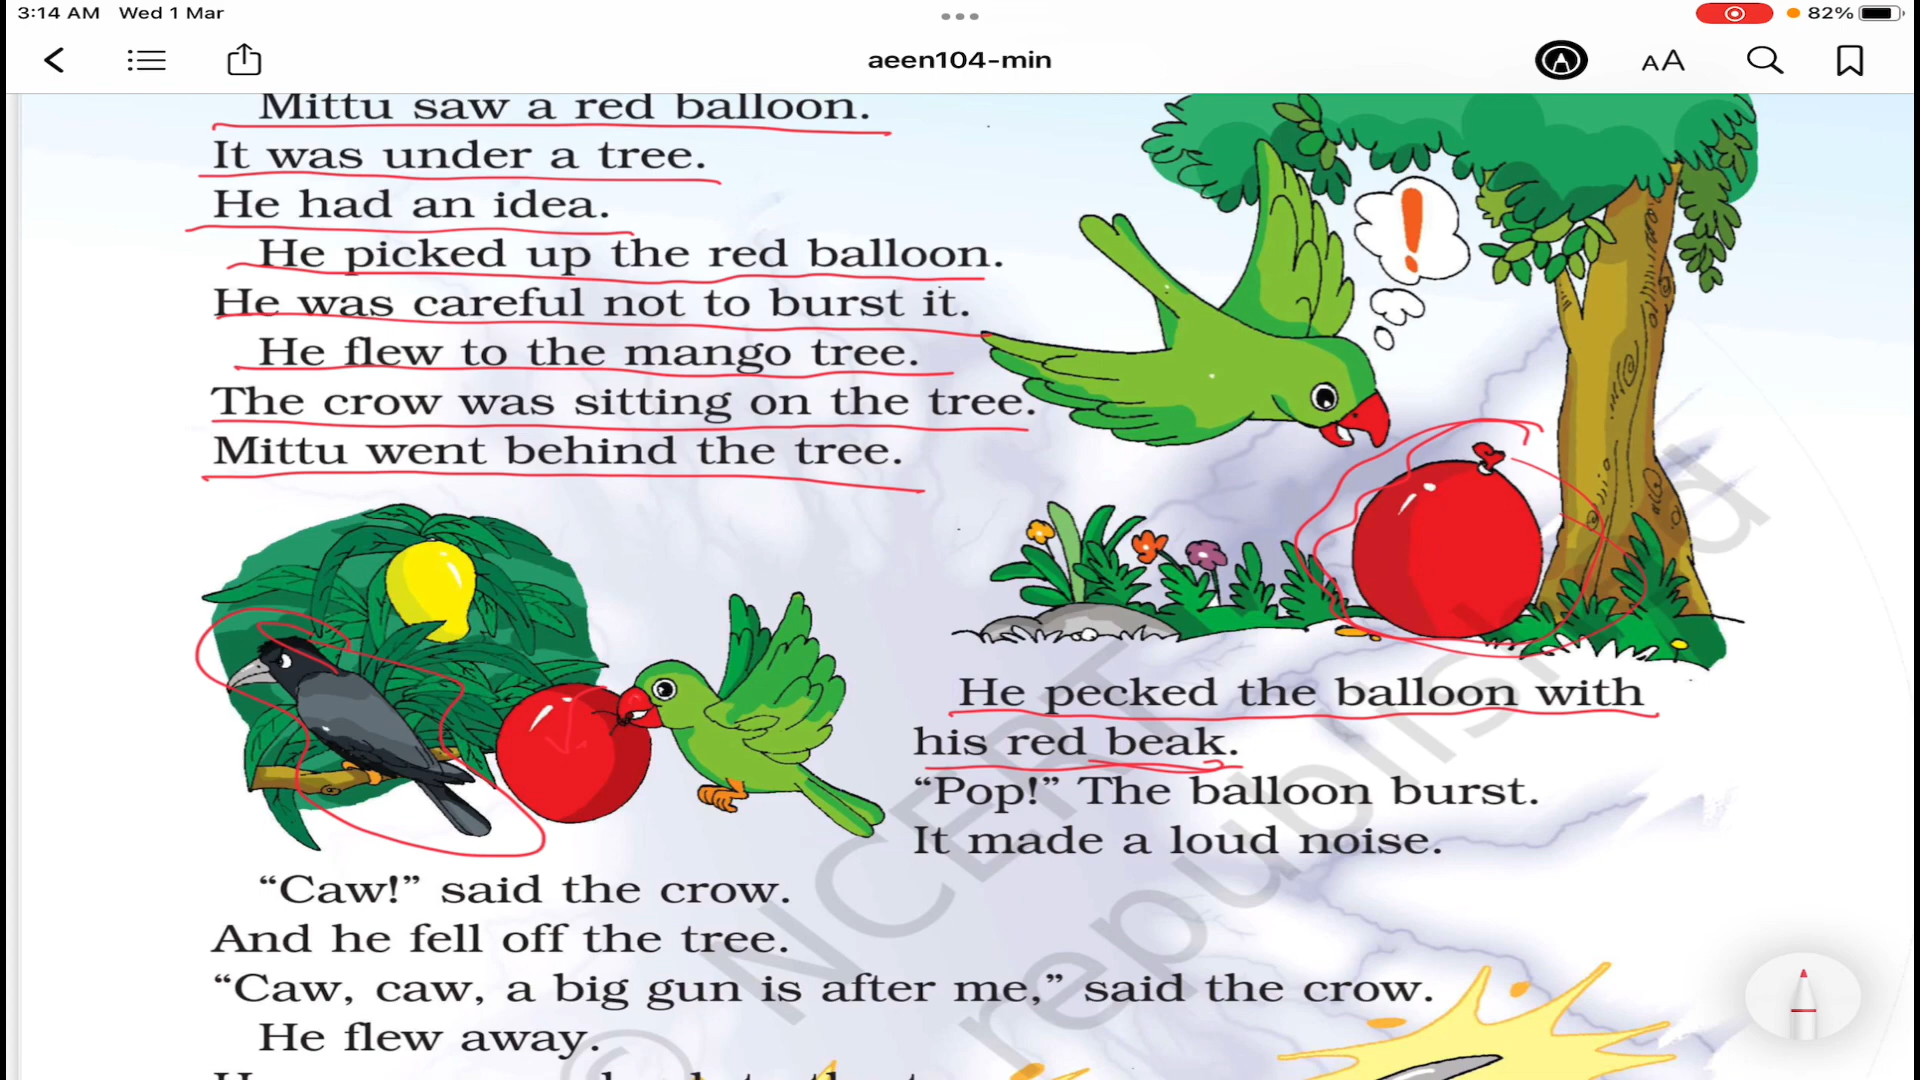 3:14 AM Wed 1 Mar
82%
aeen104-min
AA
Mittu saw a red balloon.
It was under a tree.
He had an idea.
He picked up the red balloon.
He was careful not to burst it.
He flew to the mango tree.
The crow was sitting on the tree.
Mittu went behind the tree.
!
He pecked the balloon with
his red beak.
“Pop!” The balloon burst.
It made a loud noise.
“Caw!” said the crow.
And he fell off the tree.
“Caw, caw, a big gun is after me,” said the crow.
He flew away.
© NCERT
republished